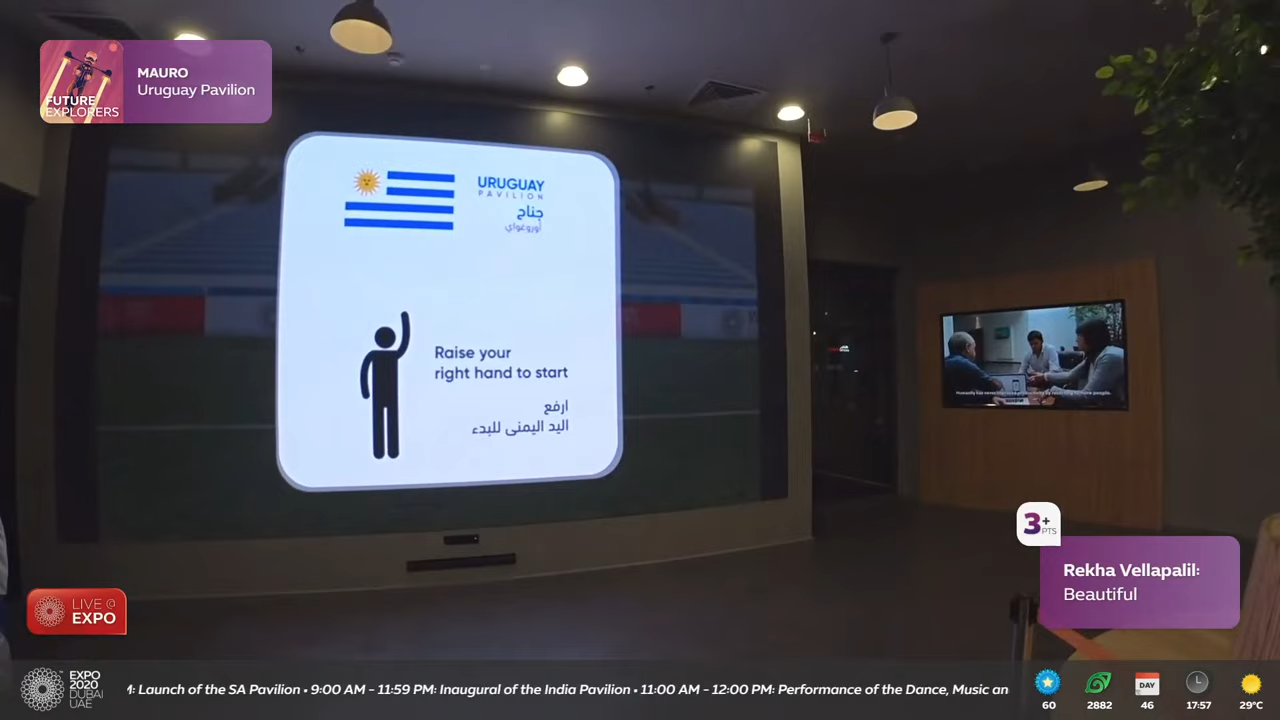 MAURO
Uruguay Pavilion
FUTURE
EXPLORERS
URUGUAY
PAVILION
جناح
أوروغواي
Raise your
right hand to start
ارفع
اليد اليمنى للبدء
3+
PTS
Rekha Vellapalil:
Beautiful
LIVE @
EXPO
EXPO
2020
DUBAI
UAE
M: Launch of the SA Pavilion • 9:00 AM - 11:59 PM: Inaugural of the India Pavilion • 11:00 AM - 12:00 PM: Performance of the Dance, Music an
DAY
60
2882
46
17:57
29°C